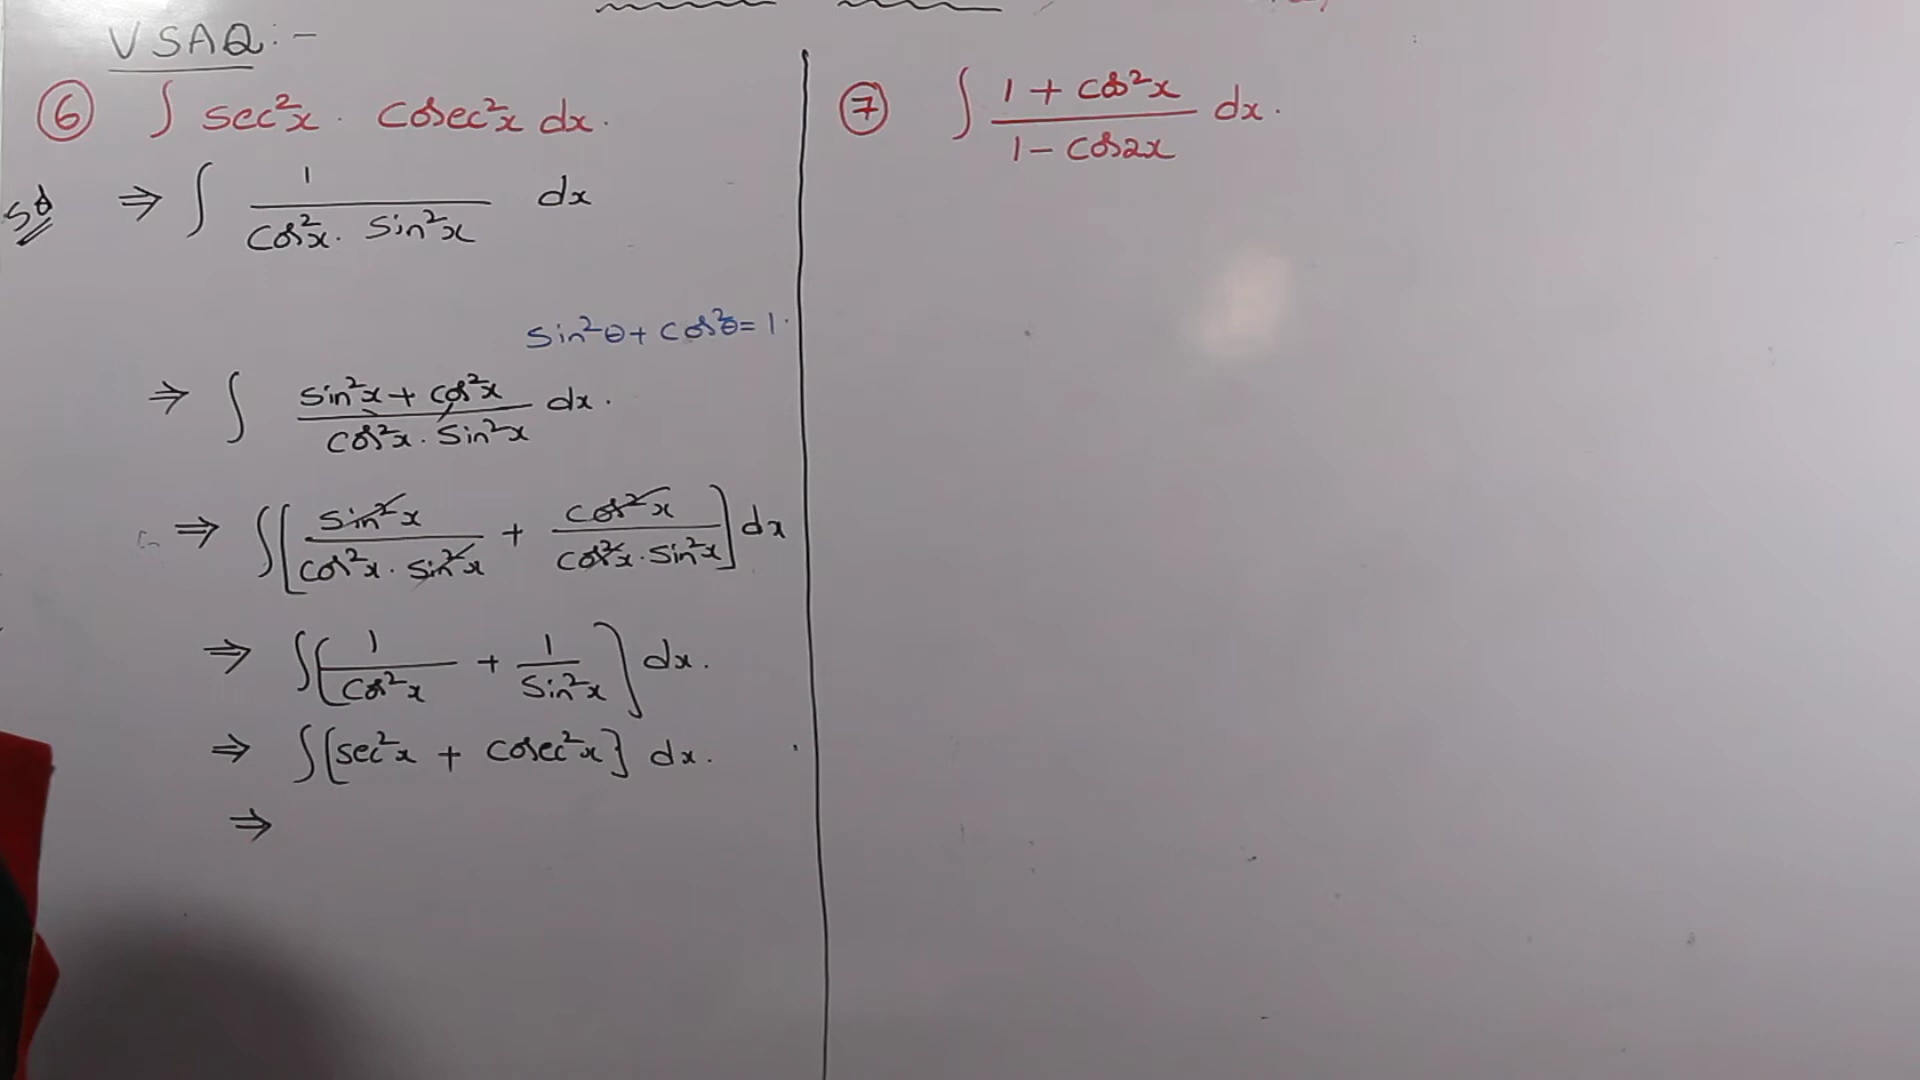 VSAQ:-
⑥ ∫ sec²x · cosec²x dx.
Sol ⇒ ∫ 1 / (cos²x · sin²x) dx
sin²θ + cos²θ = 1.
⇒ ∫ (sin²x + cos²x) / (cos²x · sin²x) dx.
⇒ ∫[ sin²x / (cos²x · sin²x) + cos²x / (cos²x · sin²x) ] dx
⇒ ∫[ 1 / cos²x + 1 / sin²x ] dx.
⇒ ∫[sec²x + cosec²x] dx.
⇒
⑦ ∫ (1 + cos²x) / (1 - cos2x) dx.